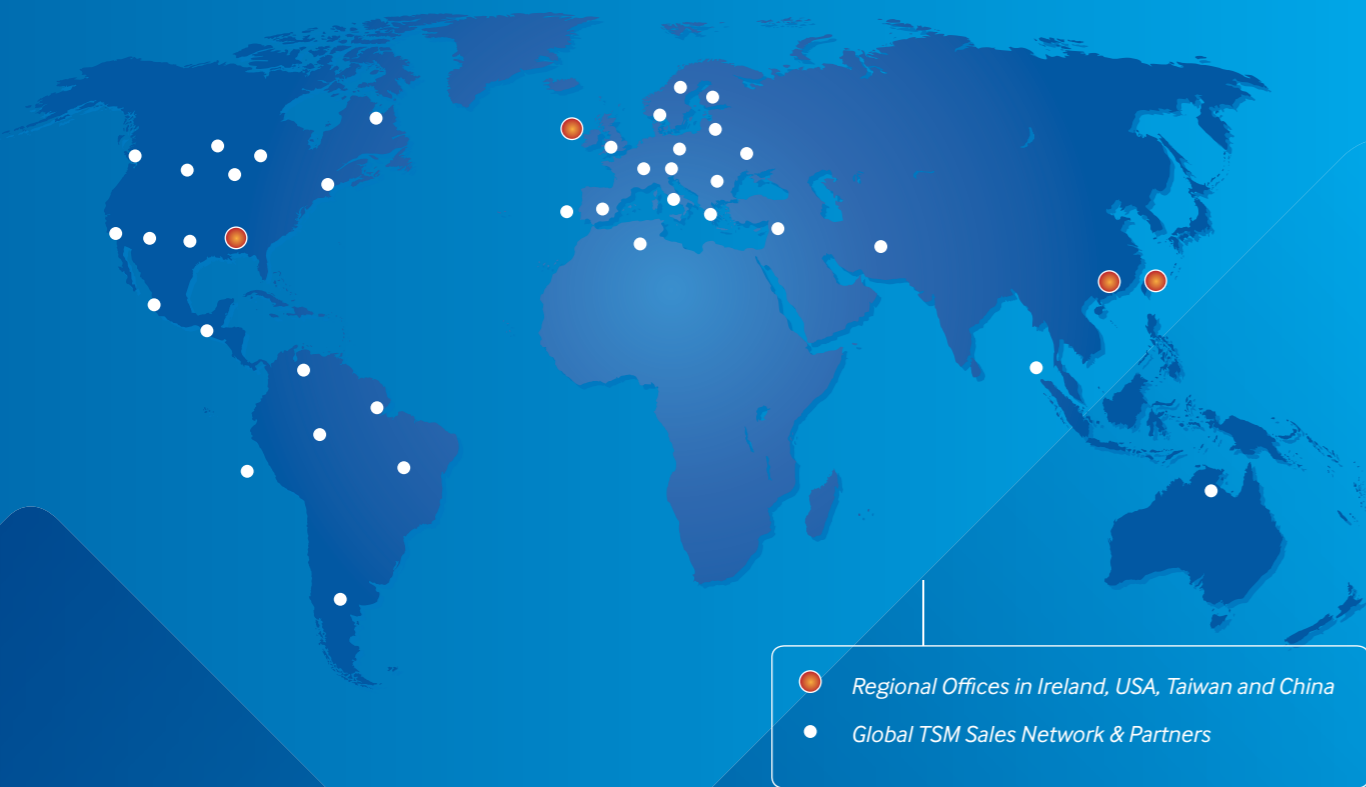 Regional Offices in Ireland, USA, Taiwan and China
Global TSM Sales Network & Partners